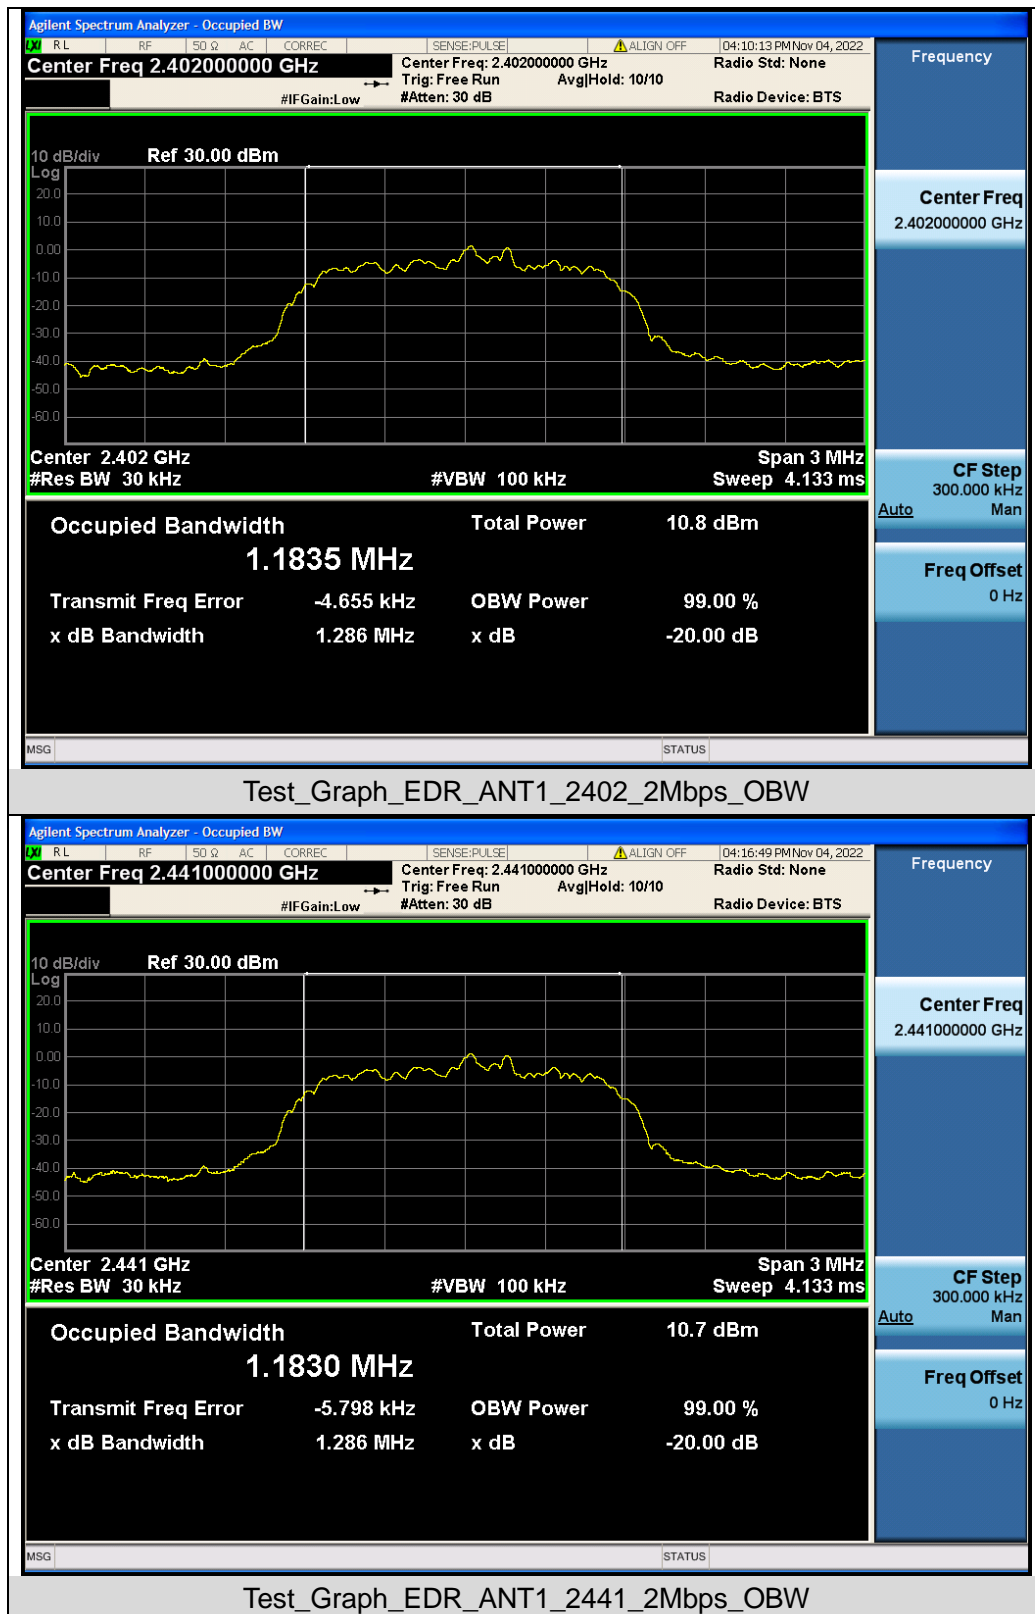 Agilent Spectrum Analyzer - Occupied BW
LXI RL RF 50 Ω AC CORREC SENSE:PULSE ALIGN OFF 04:10:13 PM Nov 04, 2022
Center Freq 2.402000000 GHz Center Freq: 2.402000000 GHz Radio Std: None
Trig: Free Run Avg|Hold: 10/10
#IFGain:Low #Atten: 30 dB Radio Device: BTS
Frequency
10 dB/div Ref 30.00 dBm
Log
20.0
10.0
0.00
-10.0
-20.0
-30.0
-40.0
-50.0
-60.0
Center 2.402 GHz Span 3 MHz
#Res BW 30 kHz #VBW 100 kHz Sweep 4.133 ms
Center Freq
2.402000000 GHz
CF Step
300.000 kHz
Auto Man
Freq Offset
0 Hz
Occupied Bandwidth Total Power 10.8 dBm
1.1835 MHz
Transmit Freq Error -4.655 kHz OBW Power 99.00 %
x dB Bandwidth 1.286 MHz x dB -20.00 dB
MSG STATUS
Test_Graph_EDR_ANT1_2402_2Mbps_OBW
Agilent Spectrum Analyzer - Occupied BW
LXI RL RF 50 Ω AC CORREC SENSE:PULSE ALIGN OFF 04:16:49 PM Nov 04, 2022
Center Freq 2.441000000 GHz Center Freq: 2.441000000 GHz Radio Std: None
Trig: Free Run Avg|Hold: 10/10
#IFGain:Low #Atten: 30 dB Radio Device: BTS
Frequency
10 dB/div Ref 30.00 dBm
Log
20.0
10.0
0.00
-10.0
-20.0
-30.0
-40.0
-50.0
-60.0
Center 2.441 GHz Span 3 MHz
#Res BW 30 kHz #VBW 100 kHz Sweep 4.133 ms
Center Freq
2.441000000 GHz
CF Step
300.000 kHz
Auto Man
Freq Offset
0 Hz
Occupied Bandwidth Total Power 10.7 dBm
1.1830 MHz
Transmit Freq Error -5.798 kHz OBW Power 99.00 %
x dB Bandwidth 1.286 MHz x dB -20.00 dB
MSG STATUS
Test_Graph_EDR_ANT1_2441_2Mbps_OBW